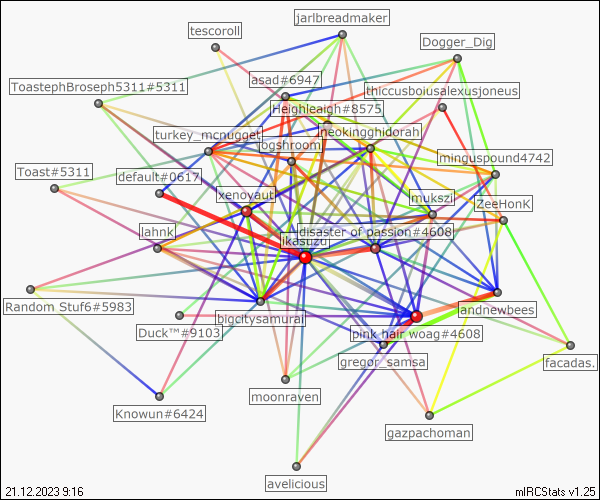 jarlbreadmaker
tescoroll
Dogger_Dig
asad#6947
ToastephBroseph5311#5311
thiccusboiusalexusjoneus
Heighleaigh#8575
turkey_mcnugget
neokingghidorah
bogshroom
minguspound4742
Toast#5311
default#0617
xenoyaut
mukszi
ZeeHonK
lahnk
disaster of passion#4608
ikasuzu
Random Stuf6#5983
andnewbees
bigcitysamurai
Duck™#9103
pink hair woag#4608
gregor_samsa
facadas.
moonraven
Knowun#6424
gazpachoman
avelicious
21.12.2023 9:16
mIRCStats v1.25